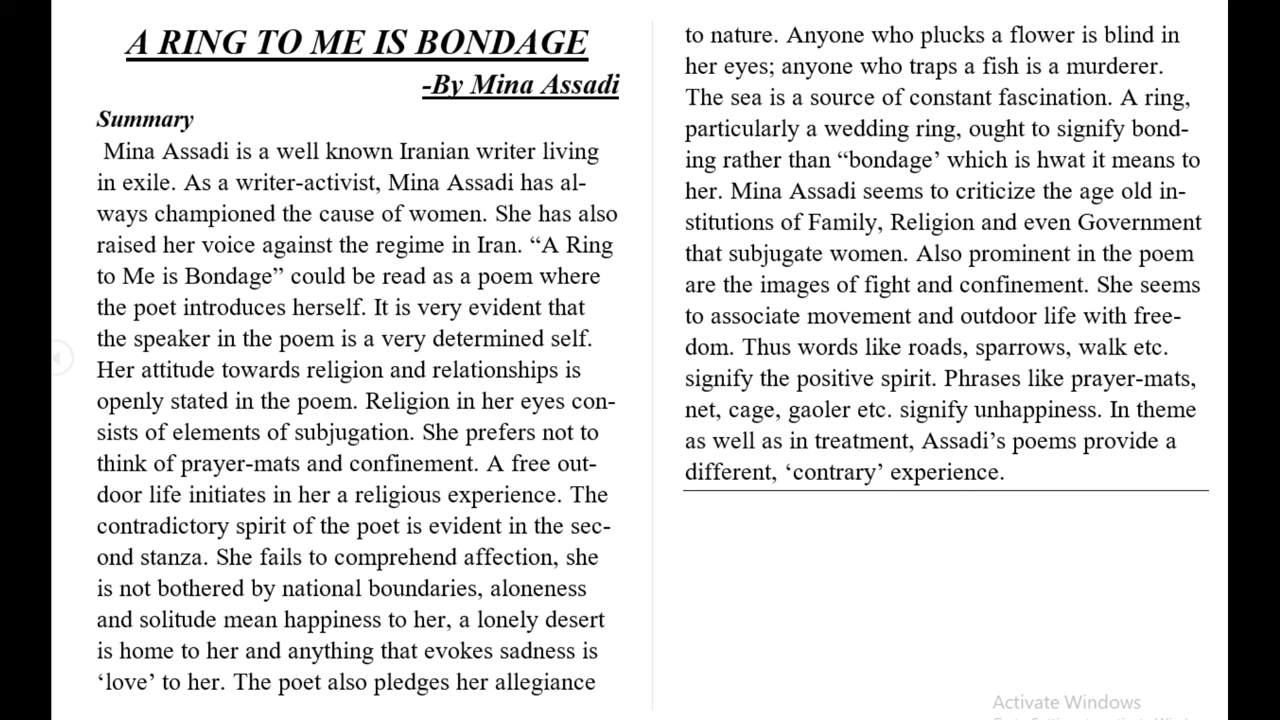 A RING TO ME IS BONDAGE
-By Mina Assadi
Summary
Mina Assadi is a well known Iranian writer living
in exile. As a writer-activist, Mina Assadi has al-
ways championed the cause of women. She has also
raised her voice against the regime in Iran. “A Ring
to Me is Bondage” could be read as a poem where
the poet introduces herself. It is very evident that
the speaker in the poem is a very determined self.
Her attitude towards religion and relationships is
openly stated in the poem. Religion in her eyes con-
sists of elements of subjugation. She prefers not to
think of prayer-mats and confinement. A free out-
door life initiates in her a religious experience. The
contradictory spirit of the poet is evident in the sec-
ond stanza. She fails to comprehend affection, she
is not bothered by national boundaries, aloneness
and solitude mean happiness to her, a lonely desert
is home to her and anything that evokes sadness is
‘love’ to her. The poet also pledges her allegiance
to nature. Anyone who plucks a flower is blind in
her eyes; anyone who traps a fish is a murderer.
The sea is a source of constant fascination. A ring,
particularly a wedding ring, ought to signify bond-
ing rather than “bondage’ which is hwat it means to
her. Mina Assadi seems to criticize the age old in-
stitutions of Family, Religion and even Government
that subjugate women. Also prominent in the poem
are the images of fight and confinement. She seems
to associate movement and outdoor life with free-
dom. Thus words like roads, sparrows, walk etc.
signify the positive spirit. Phrases like prayer-mats,
net, cage, gaoler etc. signify unhappiness. In theme
as well as in treatment, Assadi’s poems provide a
different, ‘contrary’ experience.
Activate Windows